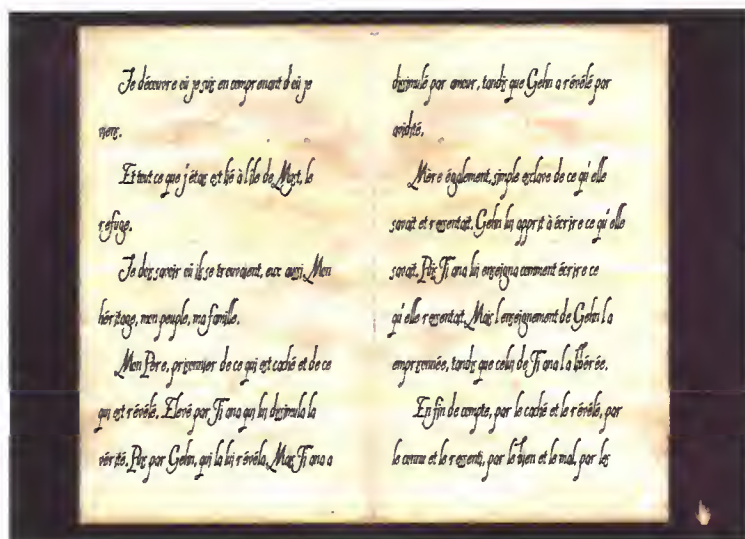 Je découvre où je suis en comprenant d'où je
viens.
Et tout ce que j'étais est lié à l'île de Myst, le
refuge.
Je dois savoir où ils se trouvaient, eux aussi. Mon
héritage, mon peuple, ma famille.
Mon Père, prisonnier de ce qui est caché et de ce
qui est révélé. Elevé par Ti'ana qui lui dissimula la
vérité. Puis par Gehn, qui la lui révéla. Mais Ti'ana a
dissimulé par amour, tandis que Gehn a révélé par
avidité.
Mère également, simple esclave de ce qu'elle
savait et ressentait. Gehn lui apprit à écrire ce qu'elle
savait. Puis Ti'ana lui enseigna comment écrire ce
qu'elle ressentait. Mais l'enseignement de Gehn l'a
emprisonnée, tandis que celui de Ti'ana l'a libérée.
En fin de compte, par le caché et le révélé, par
le connu et le ressenti, par le bien et le mal, par les